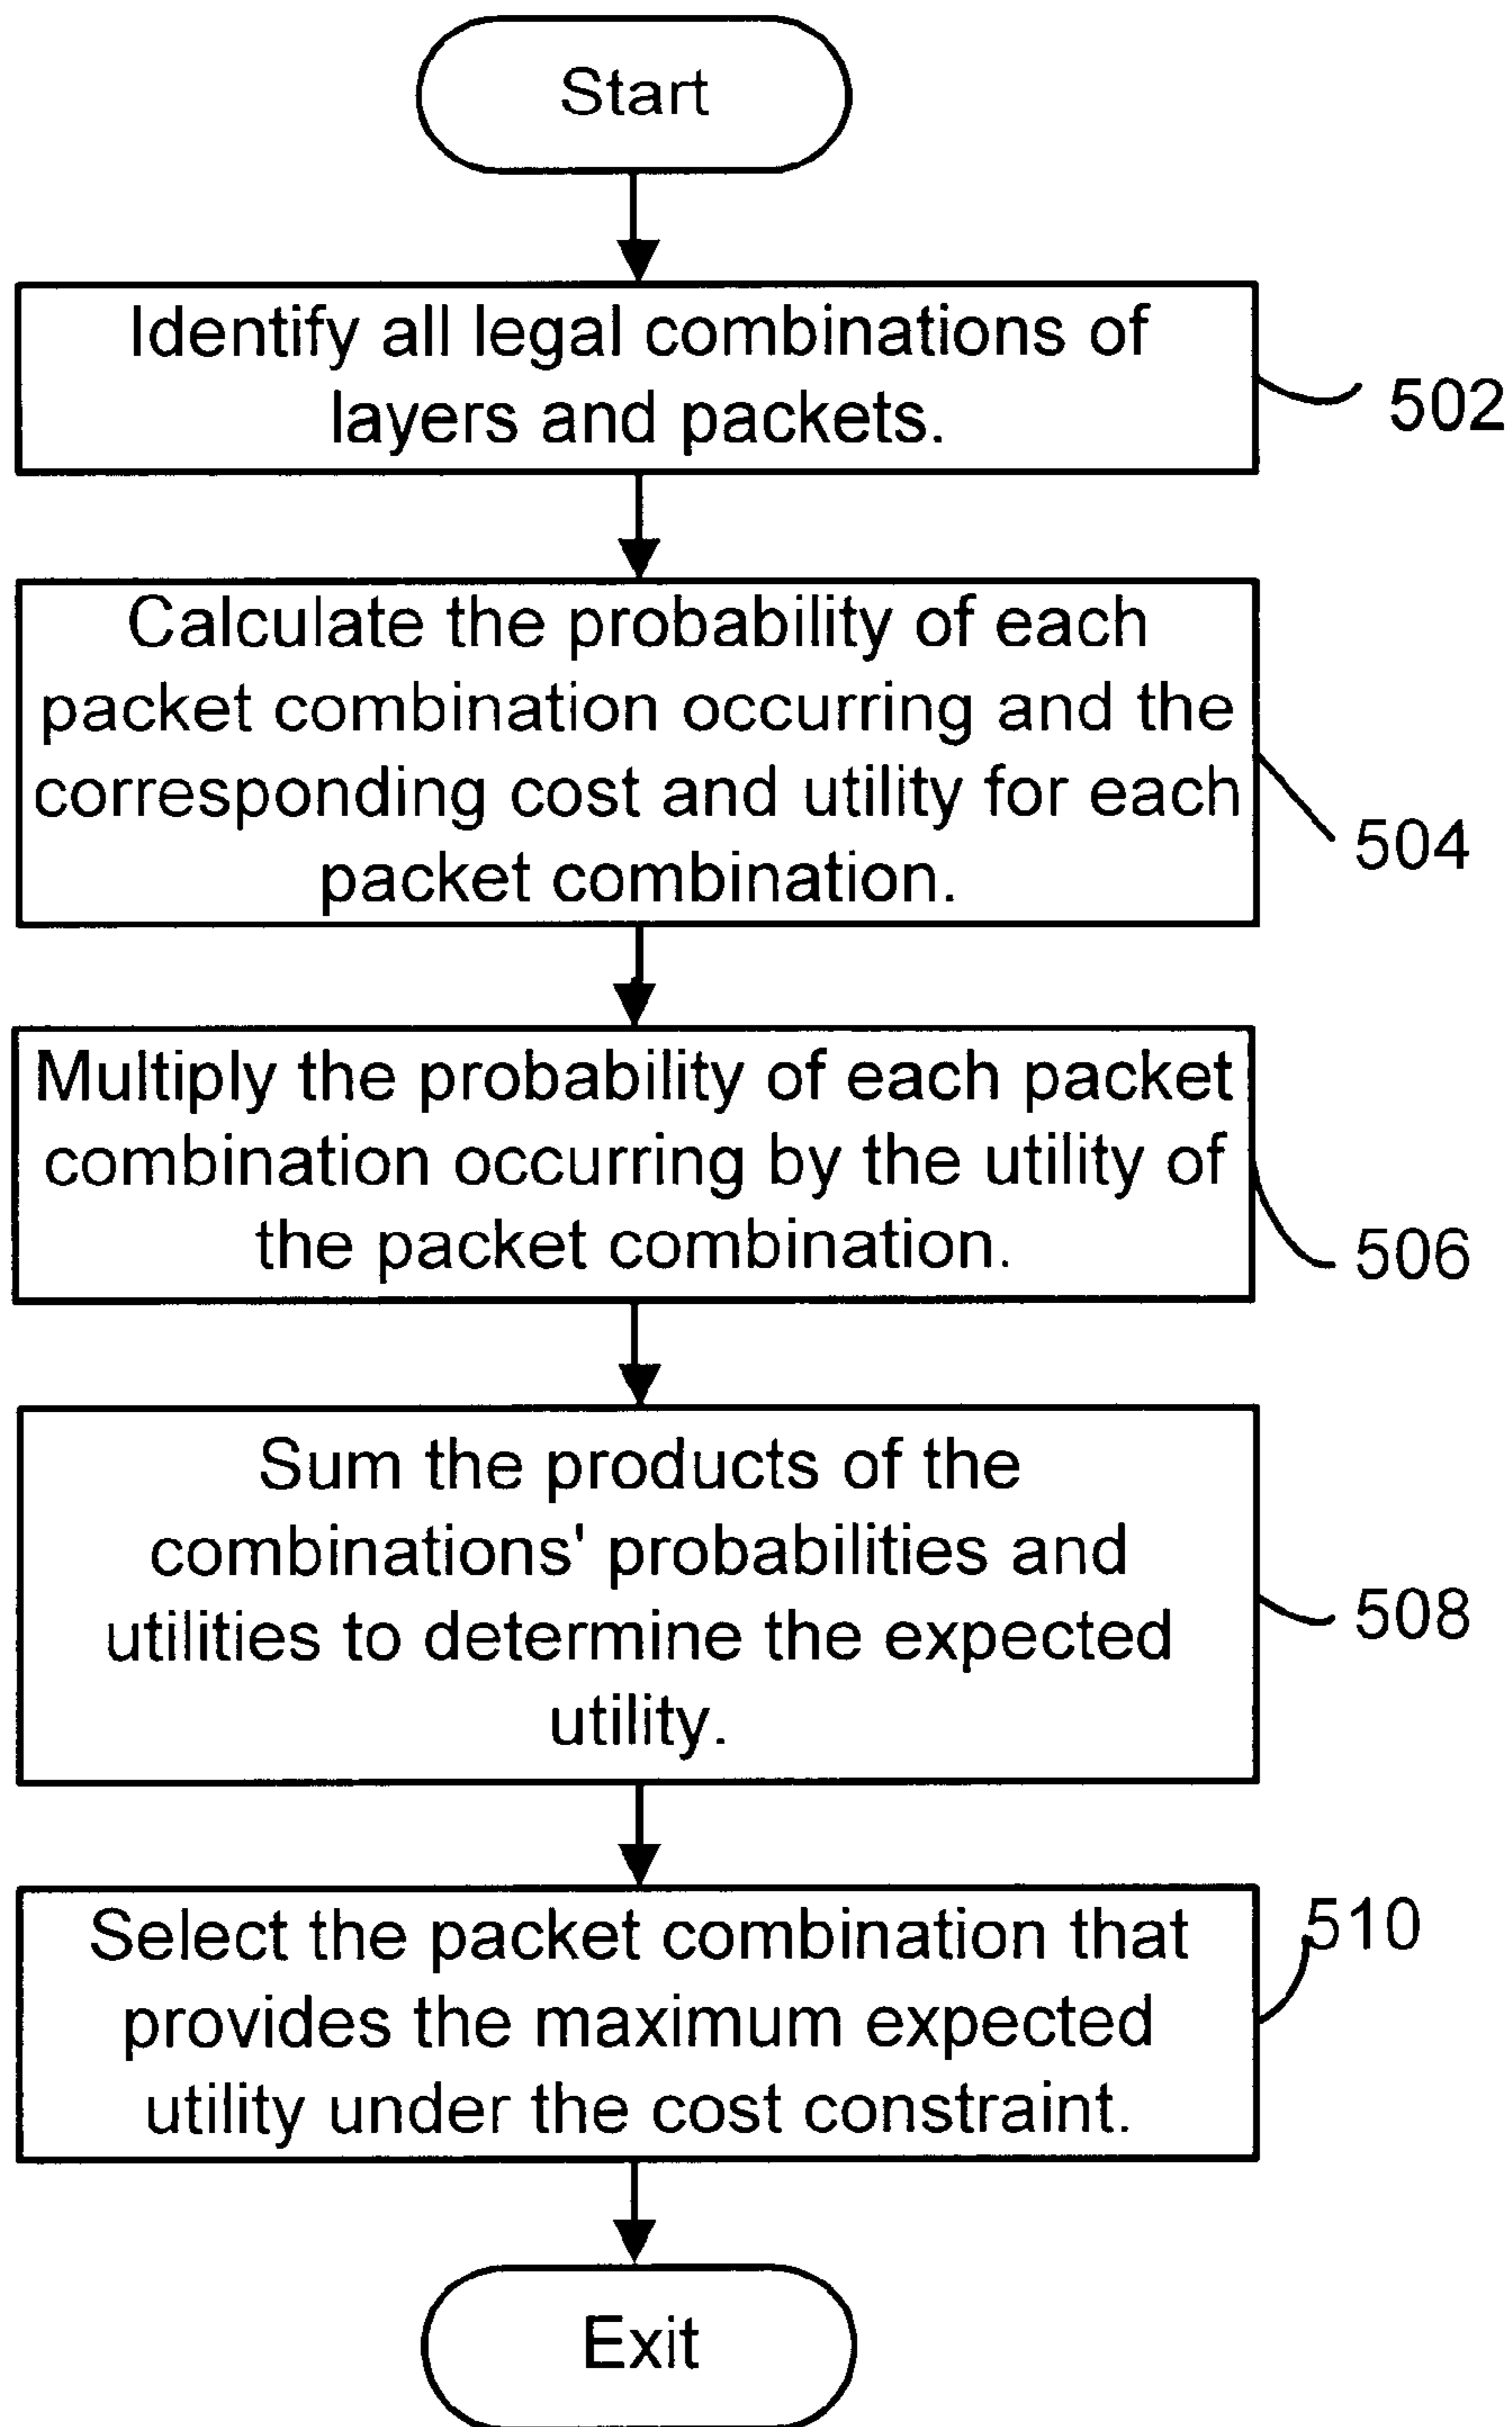 Start
Identify all legal combinations of
layers and packets.
502
Calculate the probability of each
packet combination occurring and the
corresponding cost and utility for each
packet combination.
504
Multiply the probability of each packet
combination occurring by the utility of
the packet combination.
506
Sum the products of the
combinations' probabilities and
utilities to determine the expected
utility.
508
Select the packet combination that
provides the maximum expected
utility under the cost constraint.
510
Exit